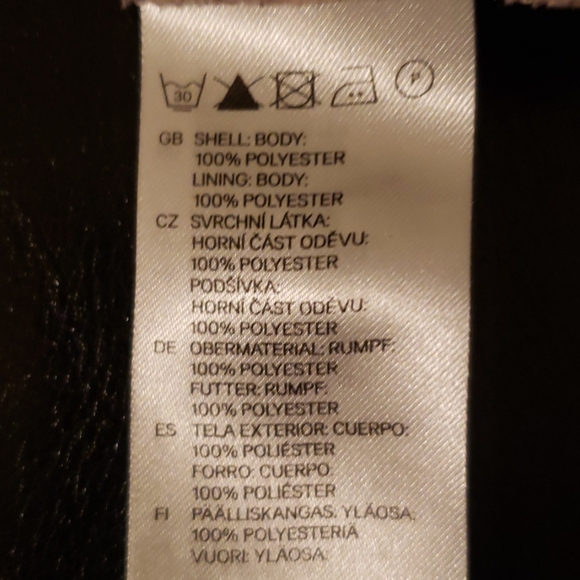 30 P
GB SHELL: BODY:
100% POLYESTER
LINING: BODY:
100% POLYESTER
CZ SVRCHNÍ LÁTKA:
HORNÍ ČÁST ODĚVU:
100% POLYESTER
PODŠÍVKA:
HORNÍ ČÁST ODĚVU:
100% POLYESTER
DE OBERMATERIAL: RUMPF:
100% POLYESTER
FUTTER: RUMPF:
100% POLYESTER
ES TELA EXTERIOR: CUERPO:
100% POLIÉSTER
FORRO: CUERPO:
100% POLIÉSTER
FI PÄÄLLISKANGAS: YLÄOSA:
100% POLYESTERIÄ
VUORI: YLÄOSA: